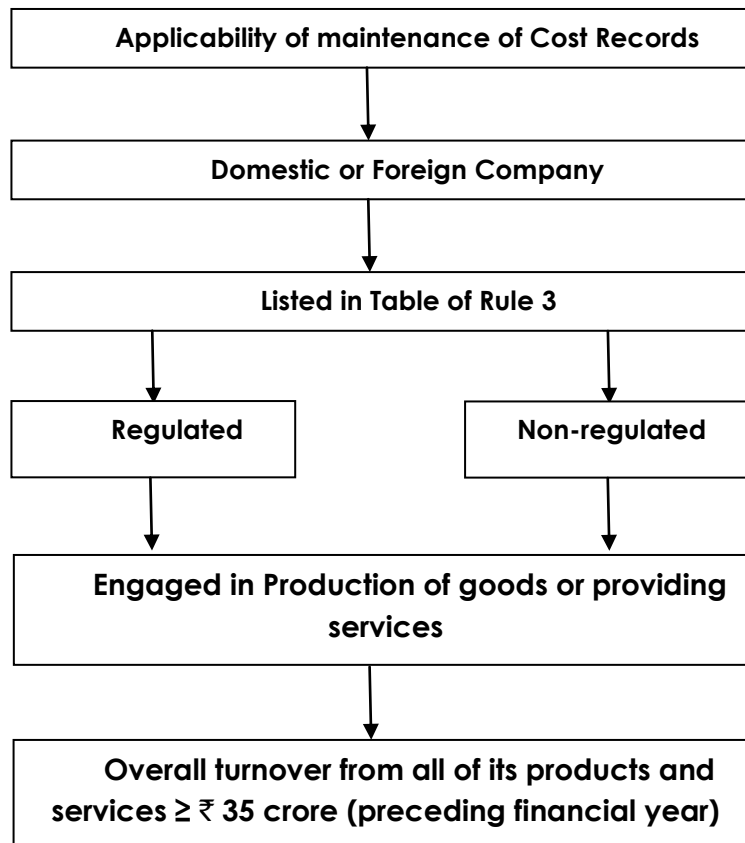 Applicability of maintenance of Cost Records
Domestic or Foreign Company
Listed in Table of Rule 3
Regulated
Non-regulated
Engaged in Production of goods or providing
services
Overall turnover from all of its products and
services ≥ ₹ 35 crore (preceding financial year)